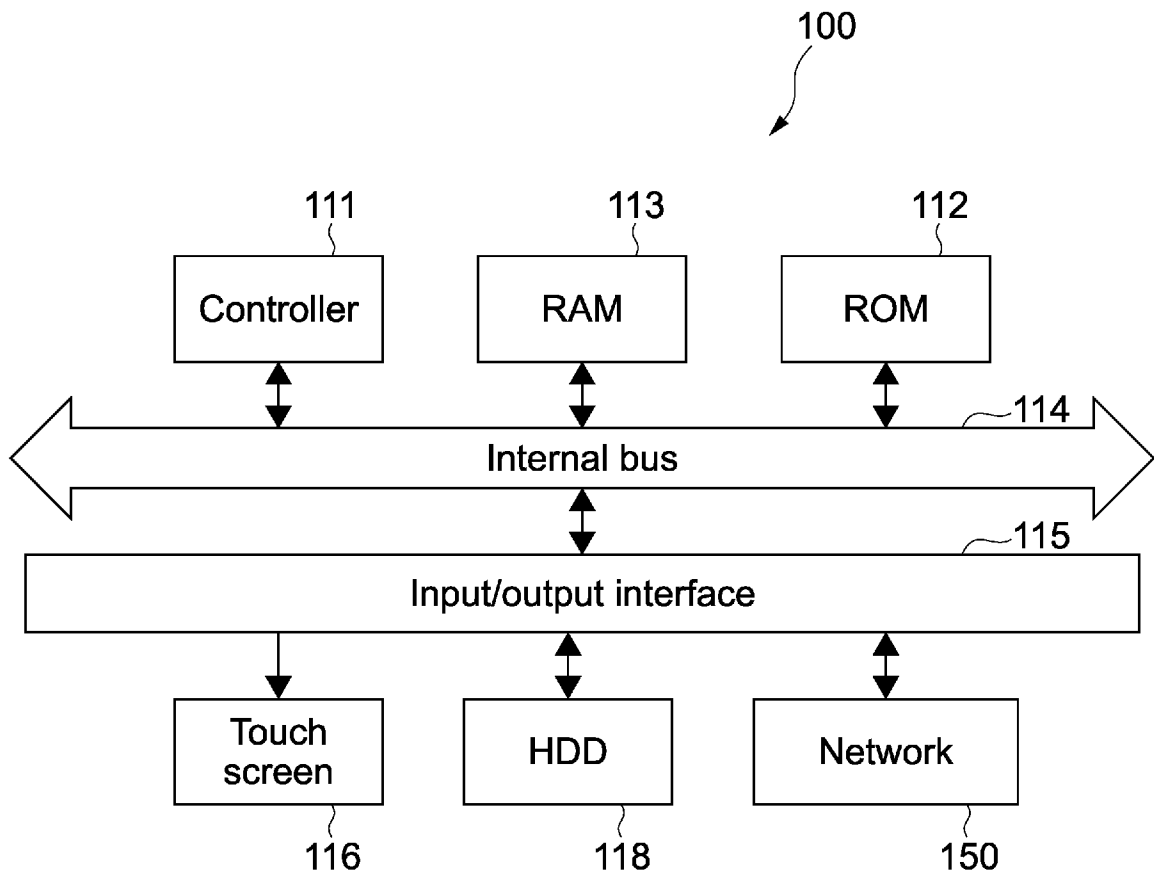 100
111
113
112
Controller
RAM
ROM
114
Internal bus
115
Input/output interface
Touch
screen
HDD
Network
116
118
150